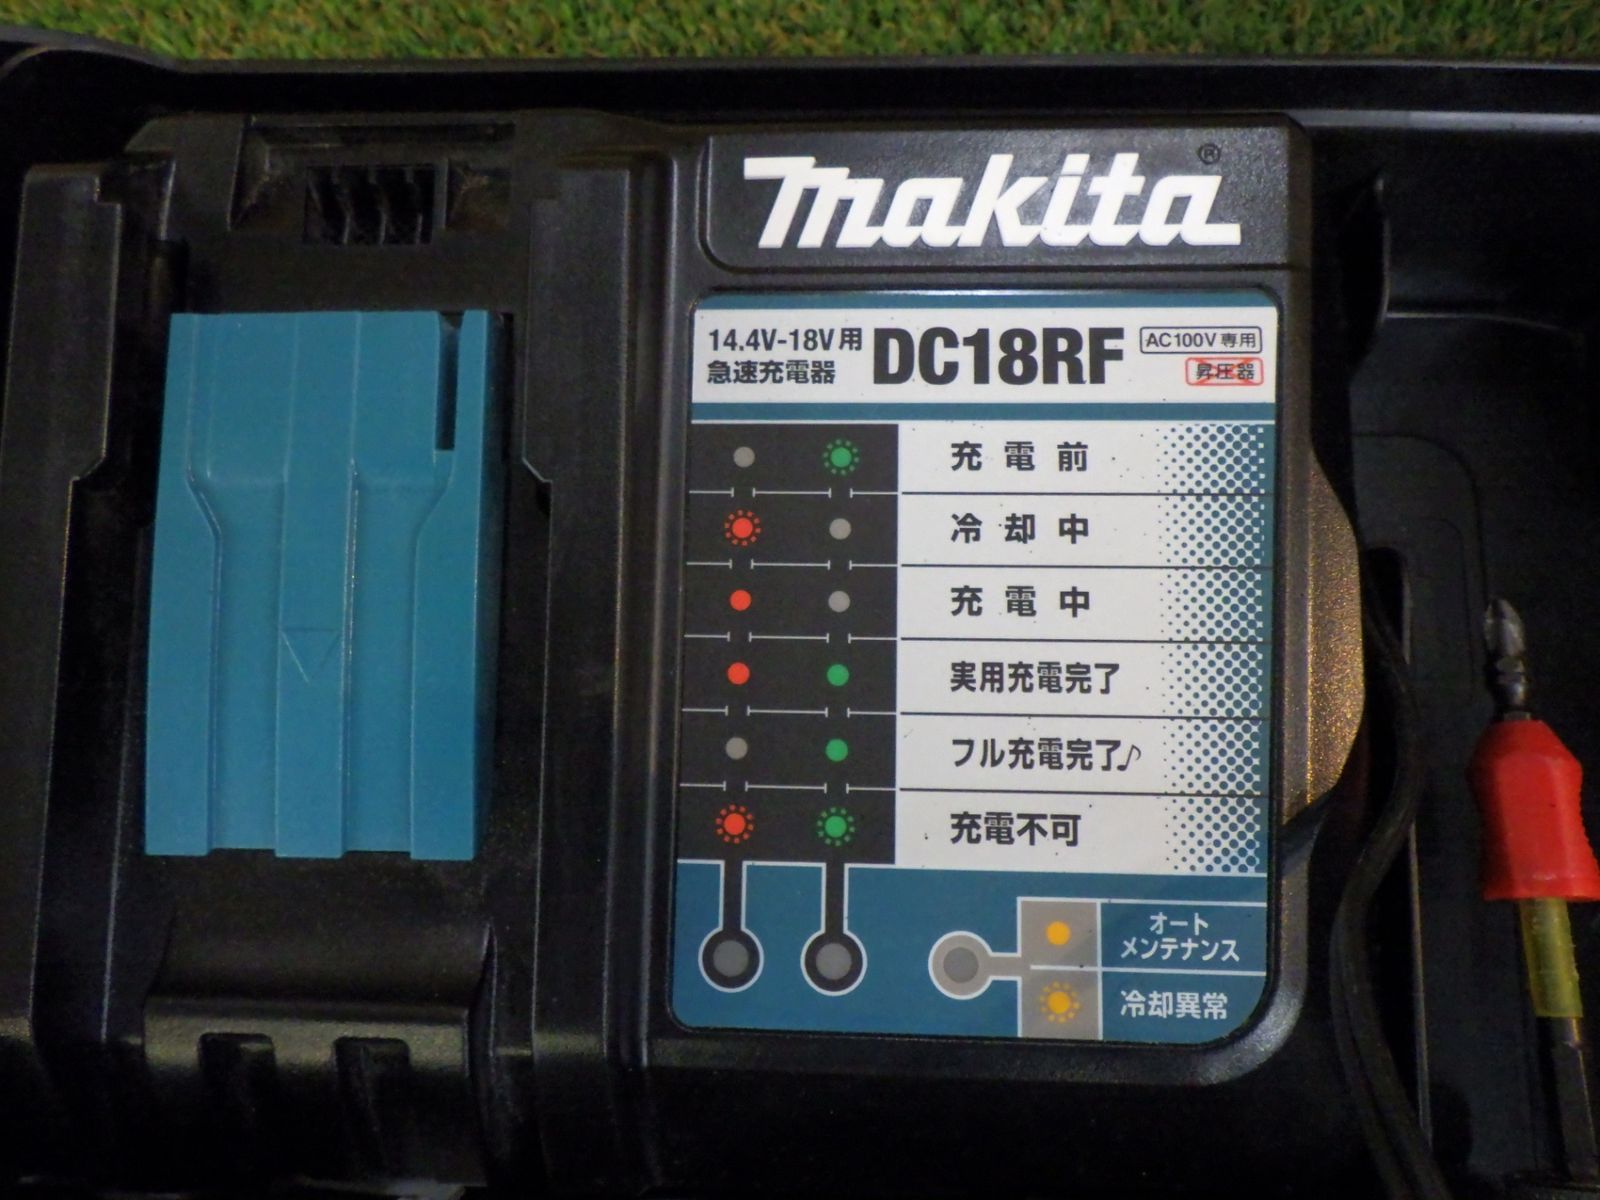 makita®
14.4V-18V用
急速充電器
DC18RF
AC100V専用
昇圧器
充電前
冷却中
充電中
実用充電完了
フル充電完了♪
充電不可
オート
メンテナンス
冷却異常